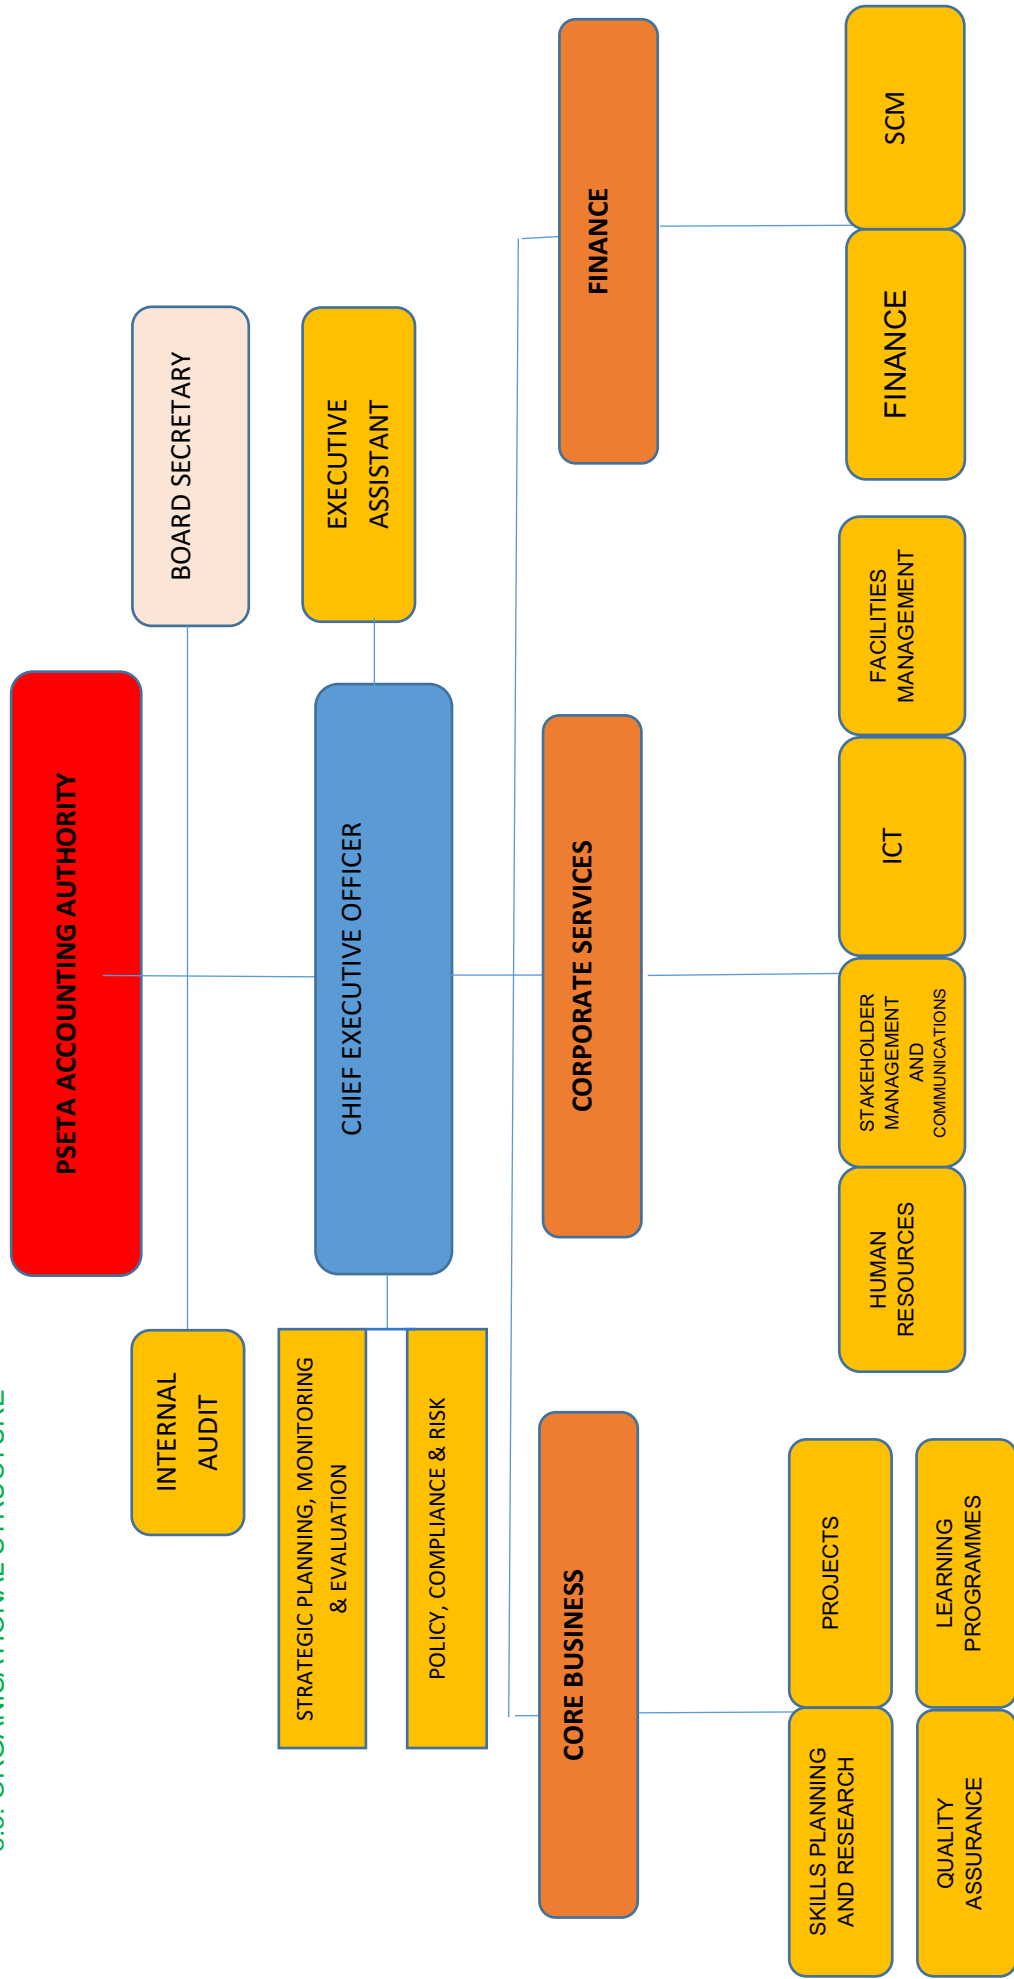 PSETA ACCOUNTING AUTHORITY
INTERNAL
AUDIT
BOARD SECRETARY
STRATEGIC PLANNING, MONITORING
& EVALUATION
POLICY, COMPLIANCE & RISK
CHIEF EXECUTIVE OFFICER
EXECUTIVE
ASSISTANT
CORE BUSINESS
CORPORATE SERVICES
FINANCE
SKILLS PLANNING
AND RESEARCH
PROJECTS
QUALITY
ASSURANCE
LEARNING
PROGRAMMES
HUMAN
RESOURCES
STAKEHOLDER
MANAGEMENT
AND
COMMUNICATIONS
ICT
FACILITIES
MANAGEMENT
FINANCE
SCM